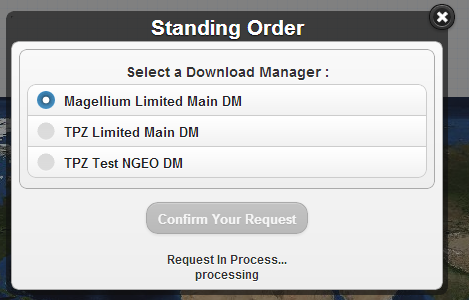 Standing Order
Select a Download Manager :
Magellium Limited Main DM
TPZ Limited Main DM
TPZ Test NGEO DM
Confirm Your Request
Request In Process...
processing